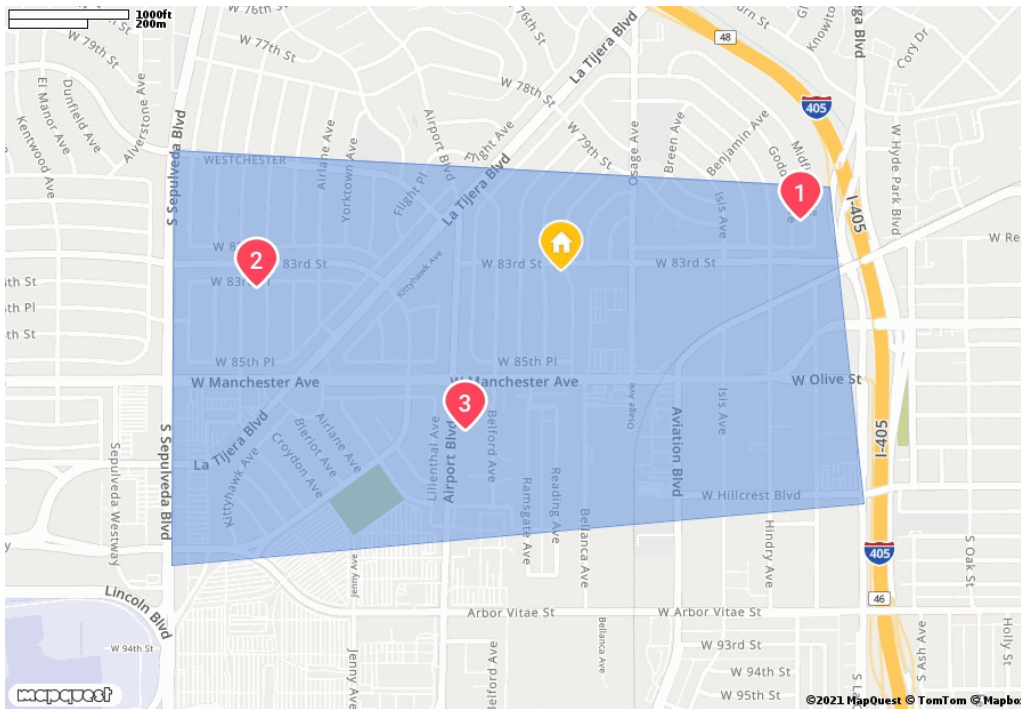 1000ft
200m
W 76th St
W 76th St
W 79th St
W 77th St
La Tijera Blvd
48
Cory Dr
El Manor Ave
Dunfield Ave
Kentwood Ave
Alverstone Ave
S Sepulveda Blvd
W 78th St
405
W Hyde Park Blvd
Airport Blvd
Flight Ave
W 79th St
Osage Ave
Breen Ave
Benjamin Ave
WESTCHESTER
Airlane Ave
Yorktown Ave
Flight Pl
La Tijera Blvd
Isis Ave
1
I-405
2
83rd St
W 83rd St
W 83rd St
Kittyhawk Ave
W 85th Pl
W 85th Pl
W Manchester Ave
W Manchester Ave
W Olive St
3
Osage Ave
Isis Ave
Aviation Blvd
La Tijera Blvd
Airlane Ave
Bleriot Ave
Croydon Ave
Kittyhawk Ave
Lilienthal Ave
Airport Blvd
Belford Ave
Ramsgate Ave
Reading Ave
Bellanca Ave
W Hillcrest Blvd
Hindry Ave
I-405
S Sepulveda Blvd
Sepulveda Westway
405
S Oak St
Jenny Ave
Lincoln Blvd
Arbor Vitae St
W Arbor Vitae St
46
Bellanca Ave
W 93rd St
W 94th St
W 94th St
W 95th St
Jenny Ave
Belford Ave
S Ash Ave
Holly St
mapquest
©2021 MapQuest © TomTom © Mapbo